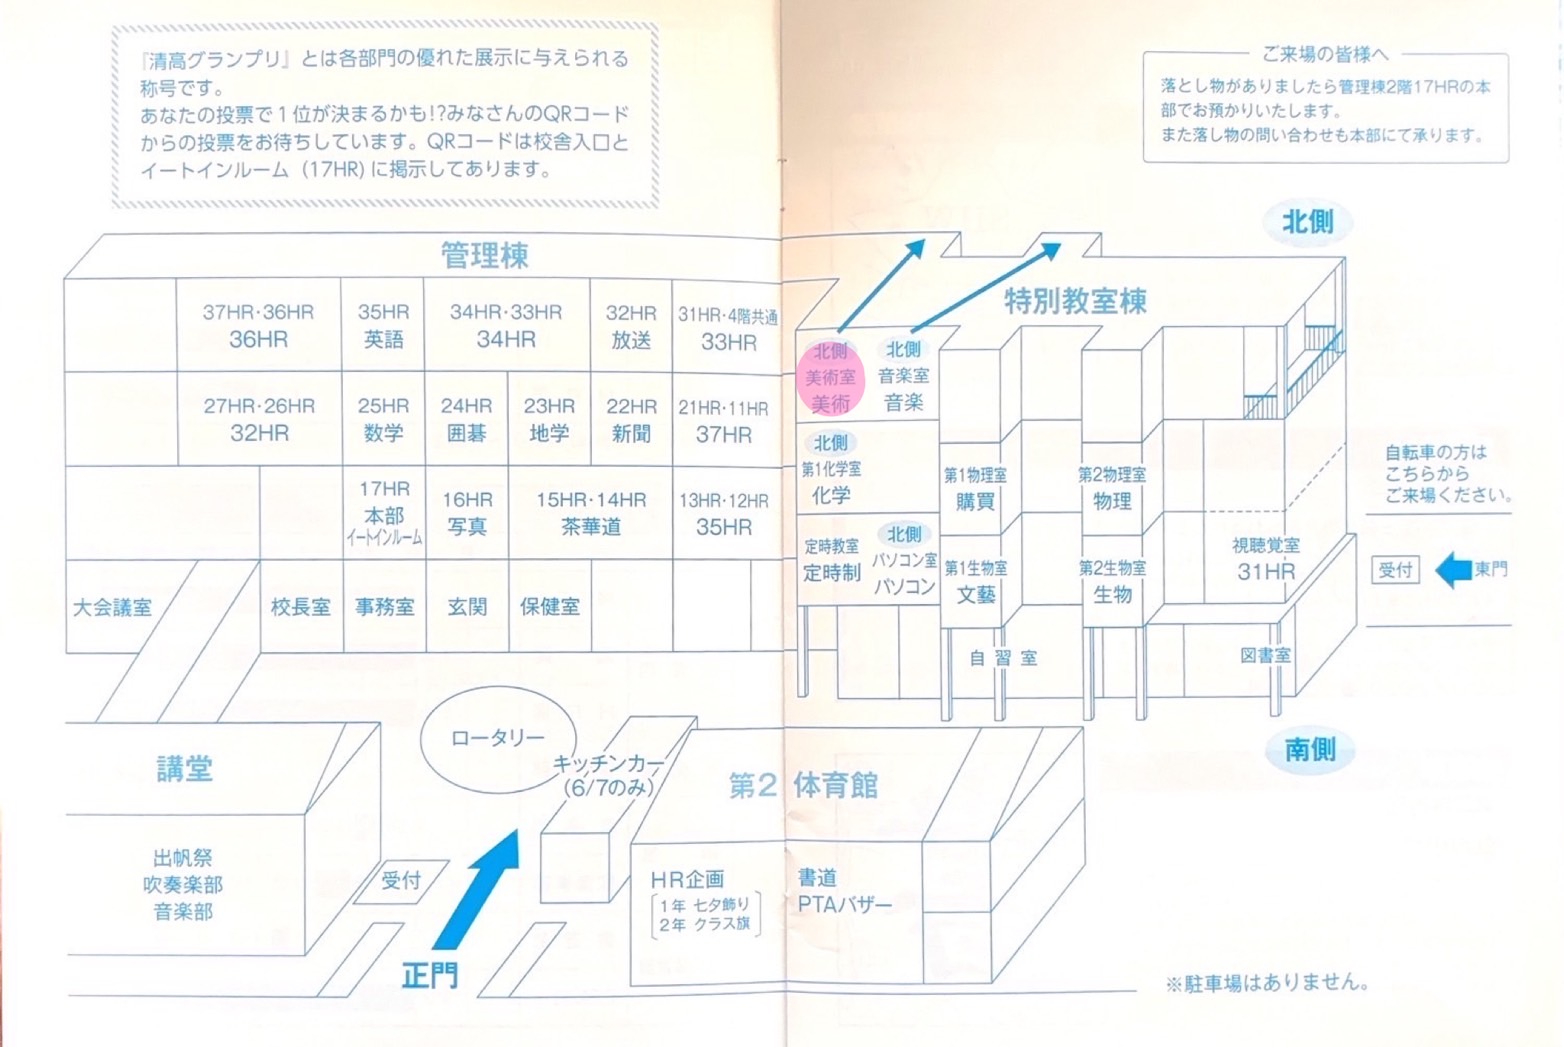 『清高グランプリ』とは各部門の優れた展示に与えられる
称号です。
あなたの投票で1位が決まるかも!?みなさんのQRコード
からの投票をお待ちしています。QRコードは校舎入口と
イートインルーム（17HR）に掲示してあります。
ご来場の皆様へ
落とし物がありましたら管理棟2階17HRの本
部でお預かりいたします。
また落し物の問い合わせも本部にて承ります。
北側
管理棟
37HR・36HR
36HR
35HR
英語
34HR・33HR
34HR
32HR
放送
31HR・4階共通
33HR
27HR・26HR
32HR
25HR
数学
24HR
囲碁
23HR
地学
22HR
新聞
21HR・11HR
37HR
17HR
本部
イートインルーム
16HR
写真
15HR・14HR
茶華道
13HR・12HR
35HR
大会議室
校長室
事務室
玄関
保健室
特別教室棟
北側
美術室
美術
北側
音楽室
音楽
北側
第1化学室
化学
第1物理室
購買
第2物理室
物理
定時教室
定時制
北側
パソコン室
パソコン
第1生物室
文藝
第2生物室
生物
視聴覚室
31HR
自習室
図書室
自転車の方は
こちらから
ご来場ください。
受付
東門
南側
講堂
出帆祭
吹奏楽部
音楽部
ロータリー
キッチンカー
(6/7のみ)
受付
正門
第2体育館
HR企画
1年 七夕飾り
2年 クラス旗
書道
PTAバザー
※駐車場はありません。